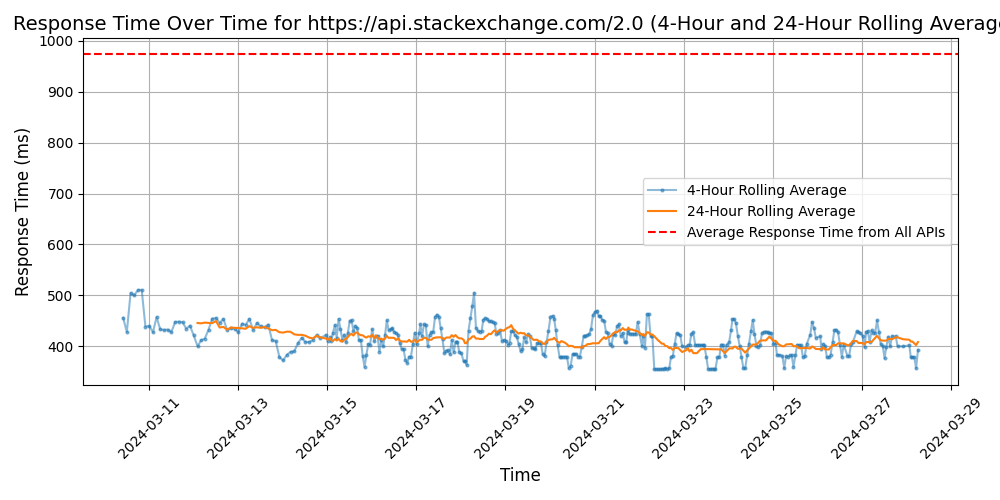 Response Time Over Time for https://api.stackexchange.com/2.0 (4-Hour and 24-Hour Rolling Average
1000
900
800
700
600
500
400
Response Time (ms)
4-Hour Rolling Average
24-Hour Rolling Average
Average Response Time from All APIs
2024-03-11
2024-03-13
2024-03-15
2024-03-17
2024-03-19
2024-03-21
2024-03-23
2024-03-25
2024-03-27
2024-03-29
Time